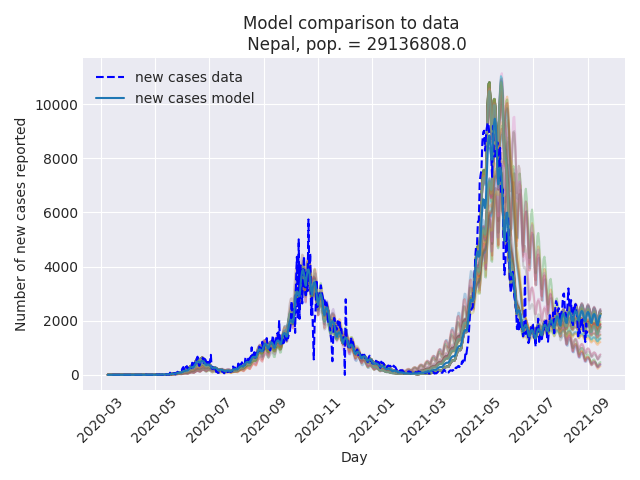 Model comparison to data
Nepal, pop. = 29136808.0
new cases data
new cases model
Number of new cases reported
10000
8000
6000
4000
2000
0
2020-03
2020-05
2020-07
2020-09
2020-11
2021-01
2021-03
2021-05
2021-07
2021-09
Day